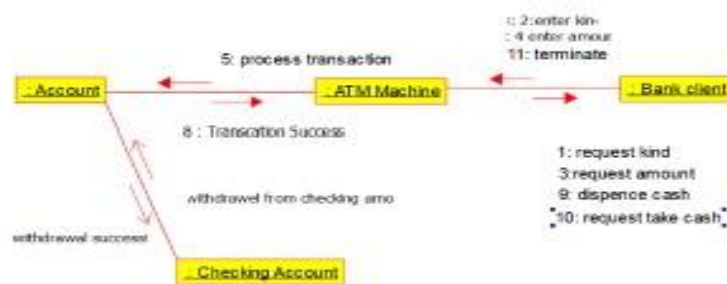 2:enter kin-
: 4 enter amour
11: terminate
5: process transaction
: Account
: ATM Machine
: Bank client
8 : Transcation Success
1: request kind
3:request amount
9: dispence cash
10: request take cash
withdrawel from checking amo
withdrawal success!
: Checking Account